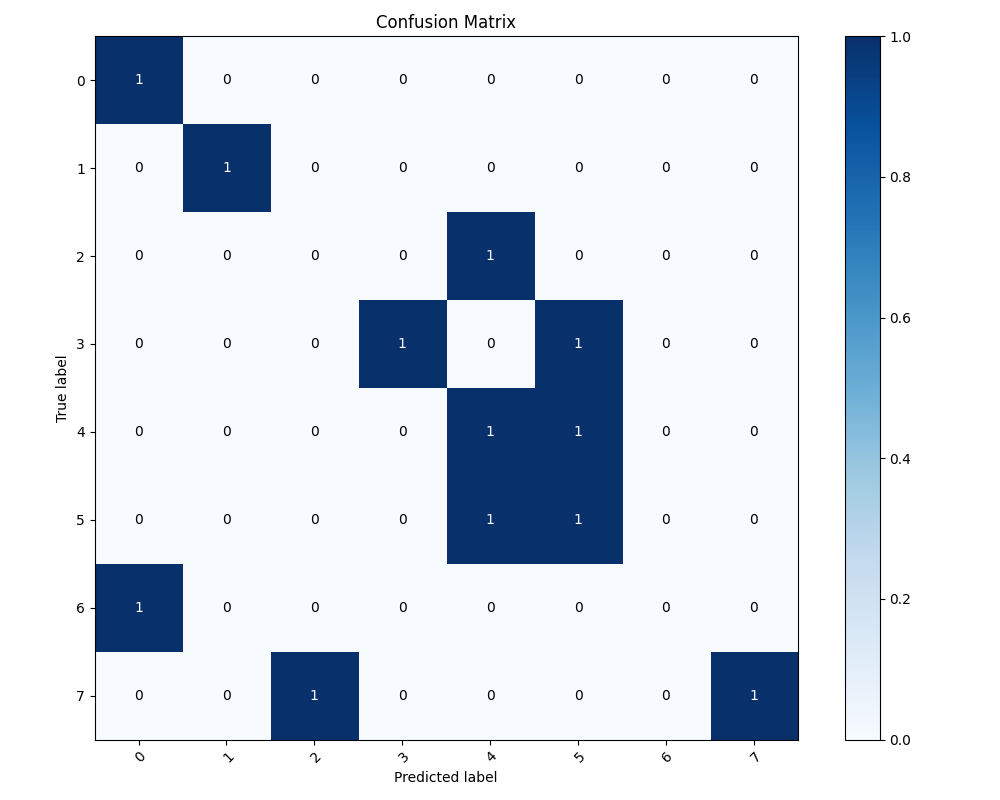 Confusion Matrix
0 1 0 0 0 0 0 0 0 1.0
1 0 1 0 0 0 0 0 0 0.8
2 0 0 0 0 1 0 0 0
3 0 0 0 1 0 1 0 0 0.6
4 0 0 0 0 1 1 0 0 0.4
5 0 0 0 0 1 1 0 0
6 1 0 0 0 0 0 0 0 0.2
7 0 0 1 0 0 0 0 1 0.0
True label
0 1 2 3 4 5 6 7
Predicted label